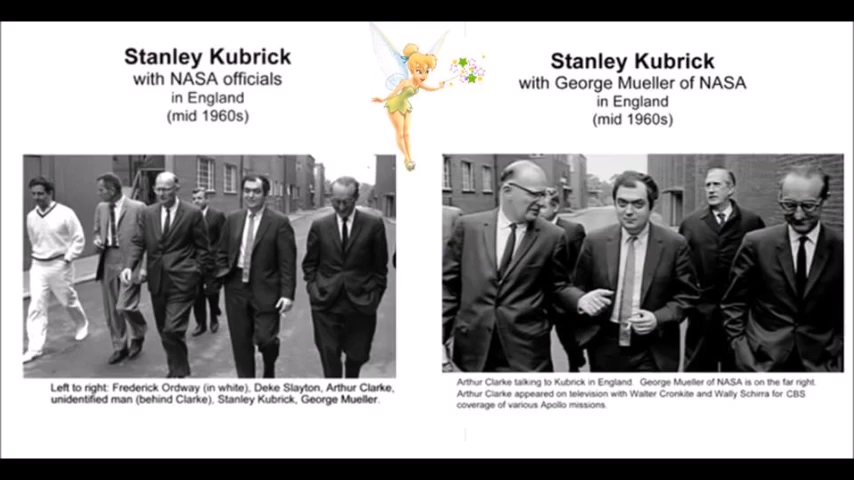 Stanley Kubrick
with NASA officials
in England
(mid 1960s)
Left to right: Frederick Ordway (in white), Deke Slayton, Arthur Clarke,
unidentified man (behind Clarke), Stanley Kubrick, George Mueller.
Stanley Kubrick
with George Mueller of NASA
in England
(mid 1960s)
Arthur Clarke talking to Kubrick in England. George Mueller of NASA is on the far right.
Arthur Clarke appeared on television with Walter Cronkite and Wally Schirra for CBS
coverage of various Apollo missions.